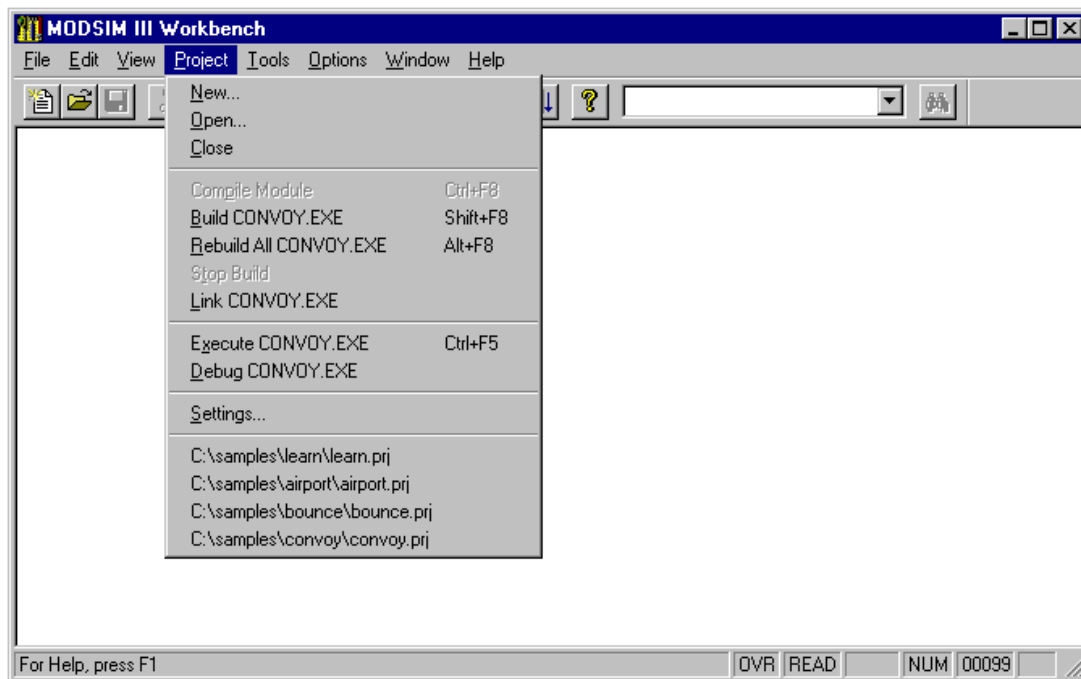 MODSIM III Workbench
File Edit View Project Tools Options Window Help
New...
Open...
Close
Compile Module Ctrl+F8
Build CONVOY.EXE Shift+F8
Rebuild All CONVOY.EXE Alt+F8
Stop Build
Link CONVOY.EXE
Execute CONVOY.EXE Ctrl+F5
Debug CONVOY.EXE
Settings...
C:\samples\learn\learn.prj
C:\samples\airport\airport.prj
C:\samples\bounce\bounce.prj
C:\samples\convoy\convoy.prj
For Help, press F1 OVR READ NUM 00099